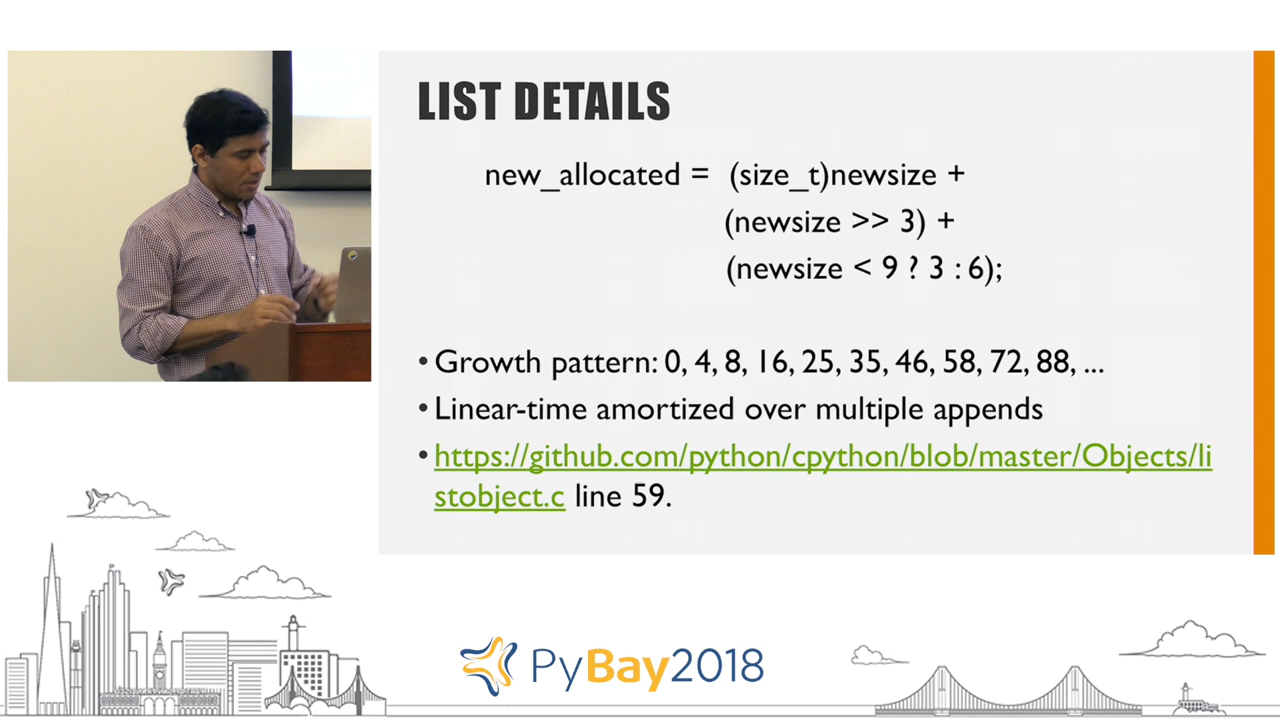 LIST DETAILS
new_allocated = (size_t)newsize +
(newsize >> 3) +
(newsize < 9 ? 3 : 6);
• Growth pattern: 0, 4, 8, 16, 25, 35, 46, 58, 72, 88, ...
• Linear-time amortized over multiple appends
• https://github.com/python/cpython/blob/master/Objects/li
stobject.c line 59.
PyBay2018